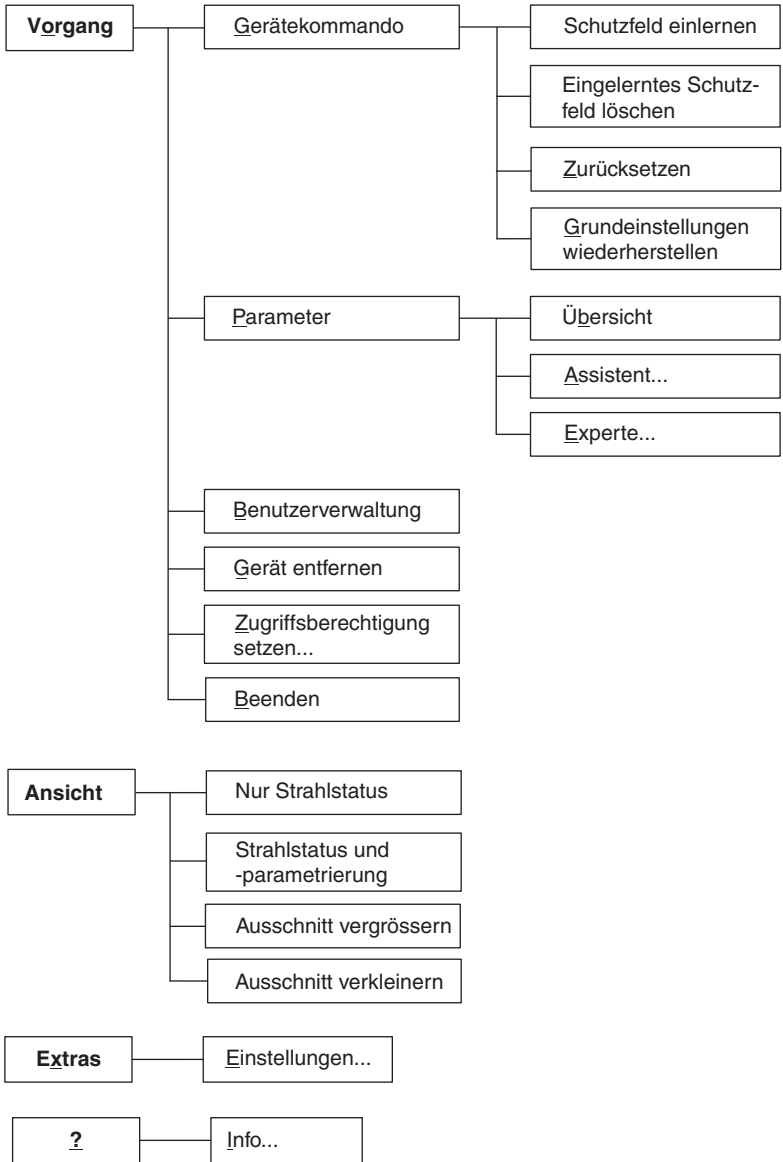 Vorgang
Gerätekommando
Schutzfeld einlernen
Eingelerntes Schutz-
feld löschen
Zurücksetzen
Grundeinstellungen
wiederherstellen
Parameter
Übersicht
Assistent...
Experte...
Benutzerverwaltung
Gerät entfernen
Zugriffsberechtigung
setzen...
Beenden
Ansicht
Nur Strahlstatus
Strahlstatus und
-parametrierung
Ausschnitt vergrössern
Ausschnitt verkleinern
Extras
Einstellungen...
?
Info...